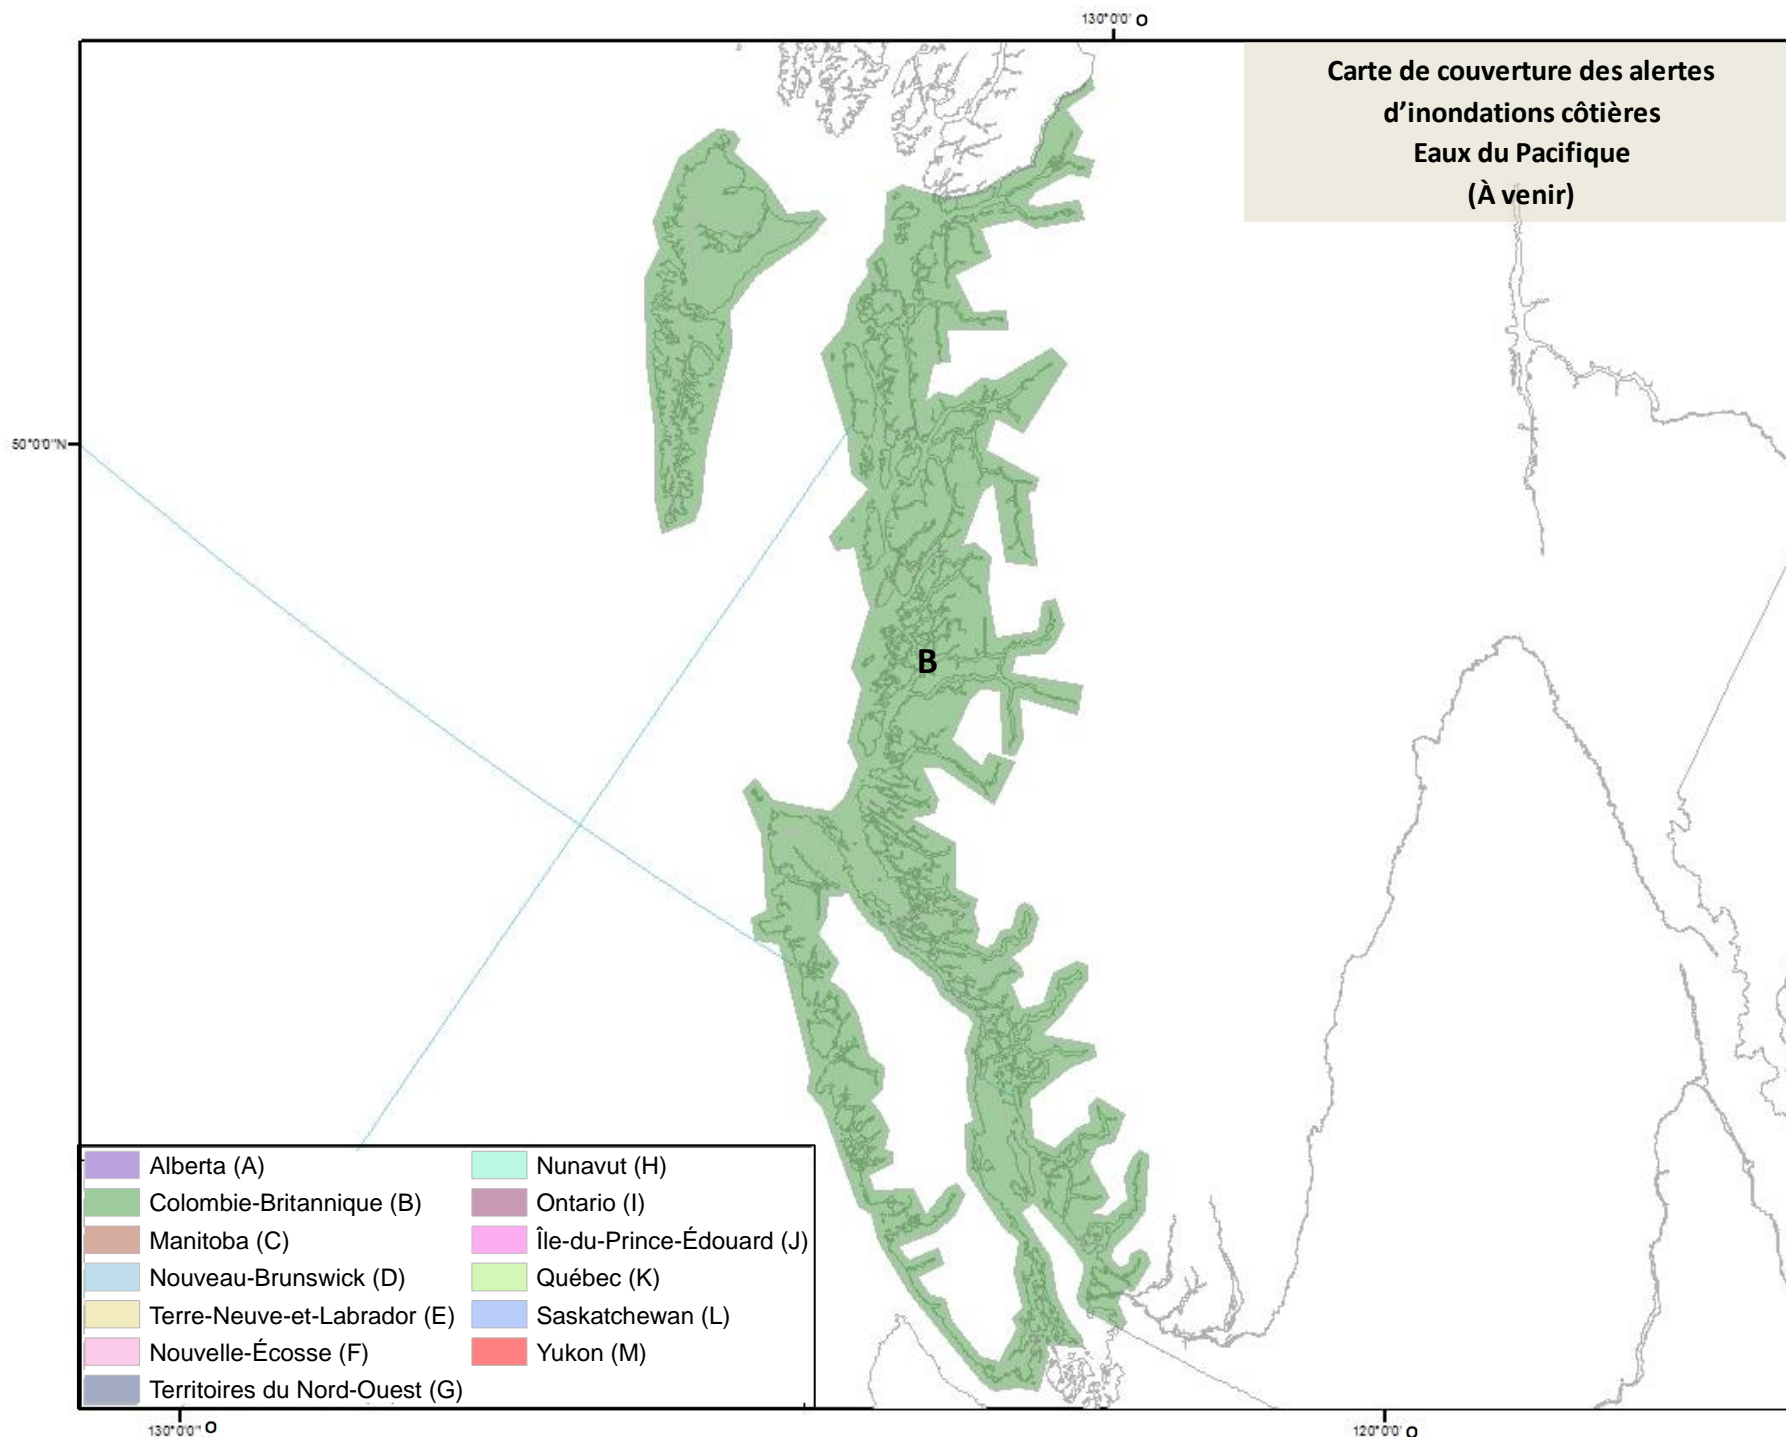 130°0'0' O
Carte de couverture des alertes
d’inondations côtières
Eaux du Pacifique
(À venir)
50°0'0"N
B
Alberta (A)
Colombie-Britannique (B)
Manitoba (C)
Nouveau-Brunswick (D)
Terre-Neuve-et-Labrador (E)
Nouvelle-Écosse (F)
Territoires du Nord-Ouest (G)
Nunavut (H)
Ontario (I)
Île-du-Prince-Édouard (J)
Québec (K)
Saskatchewan (L)
Yukon (M)
130°0'0'' O
120°0'0' O